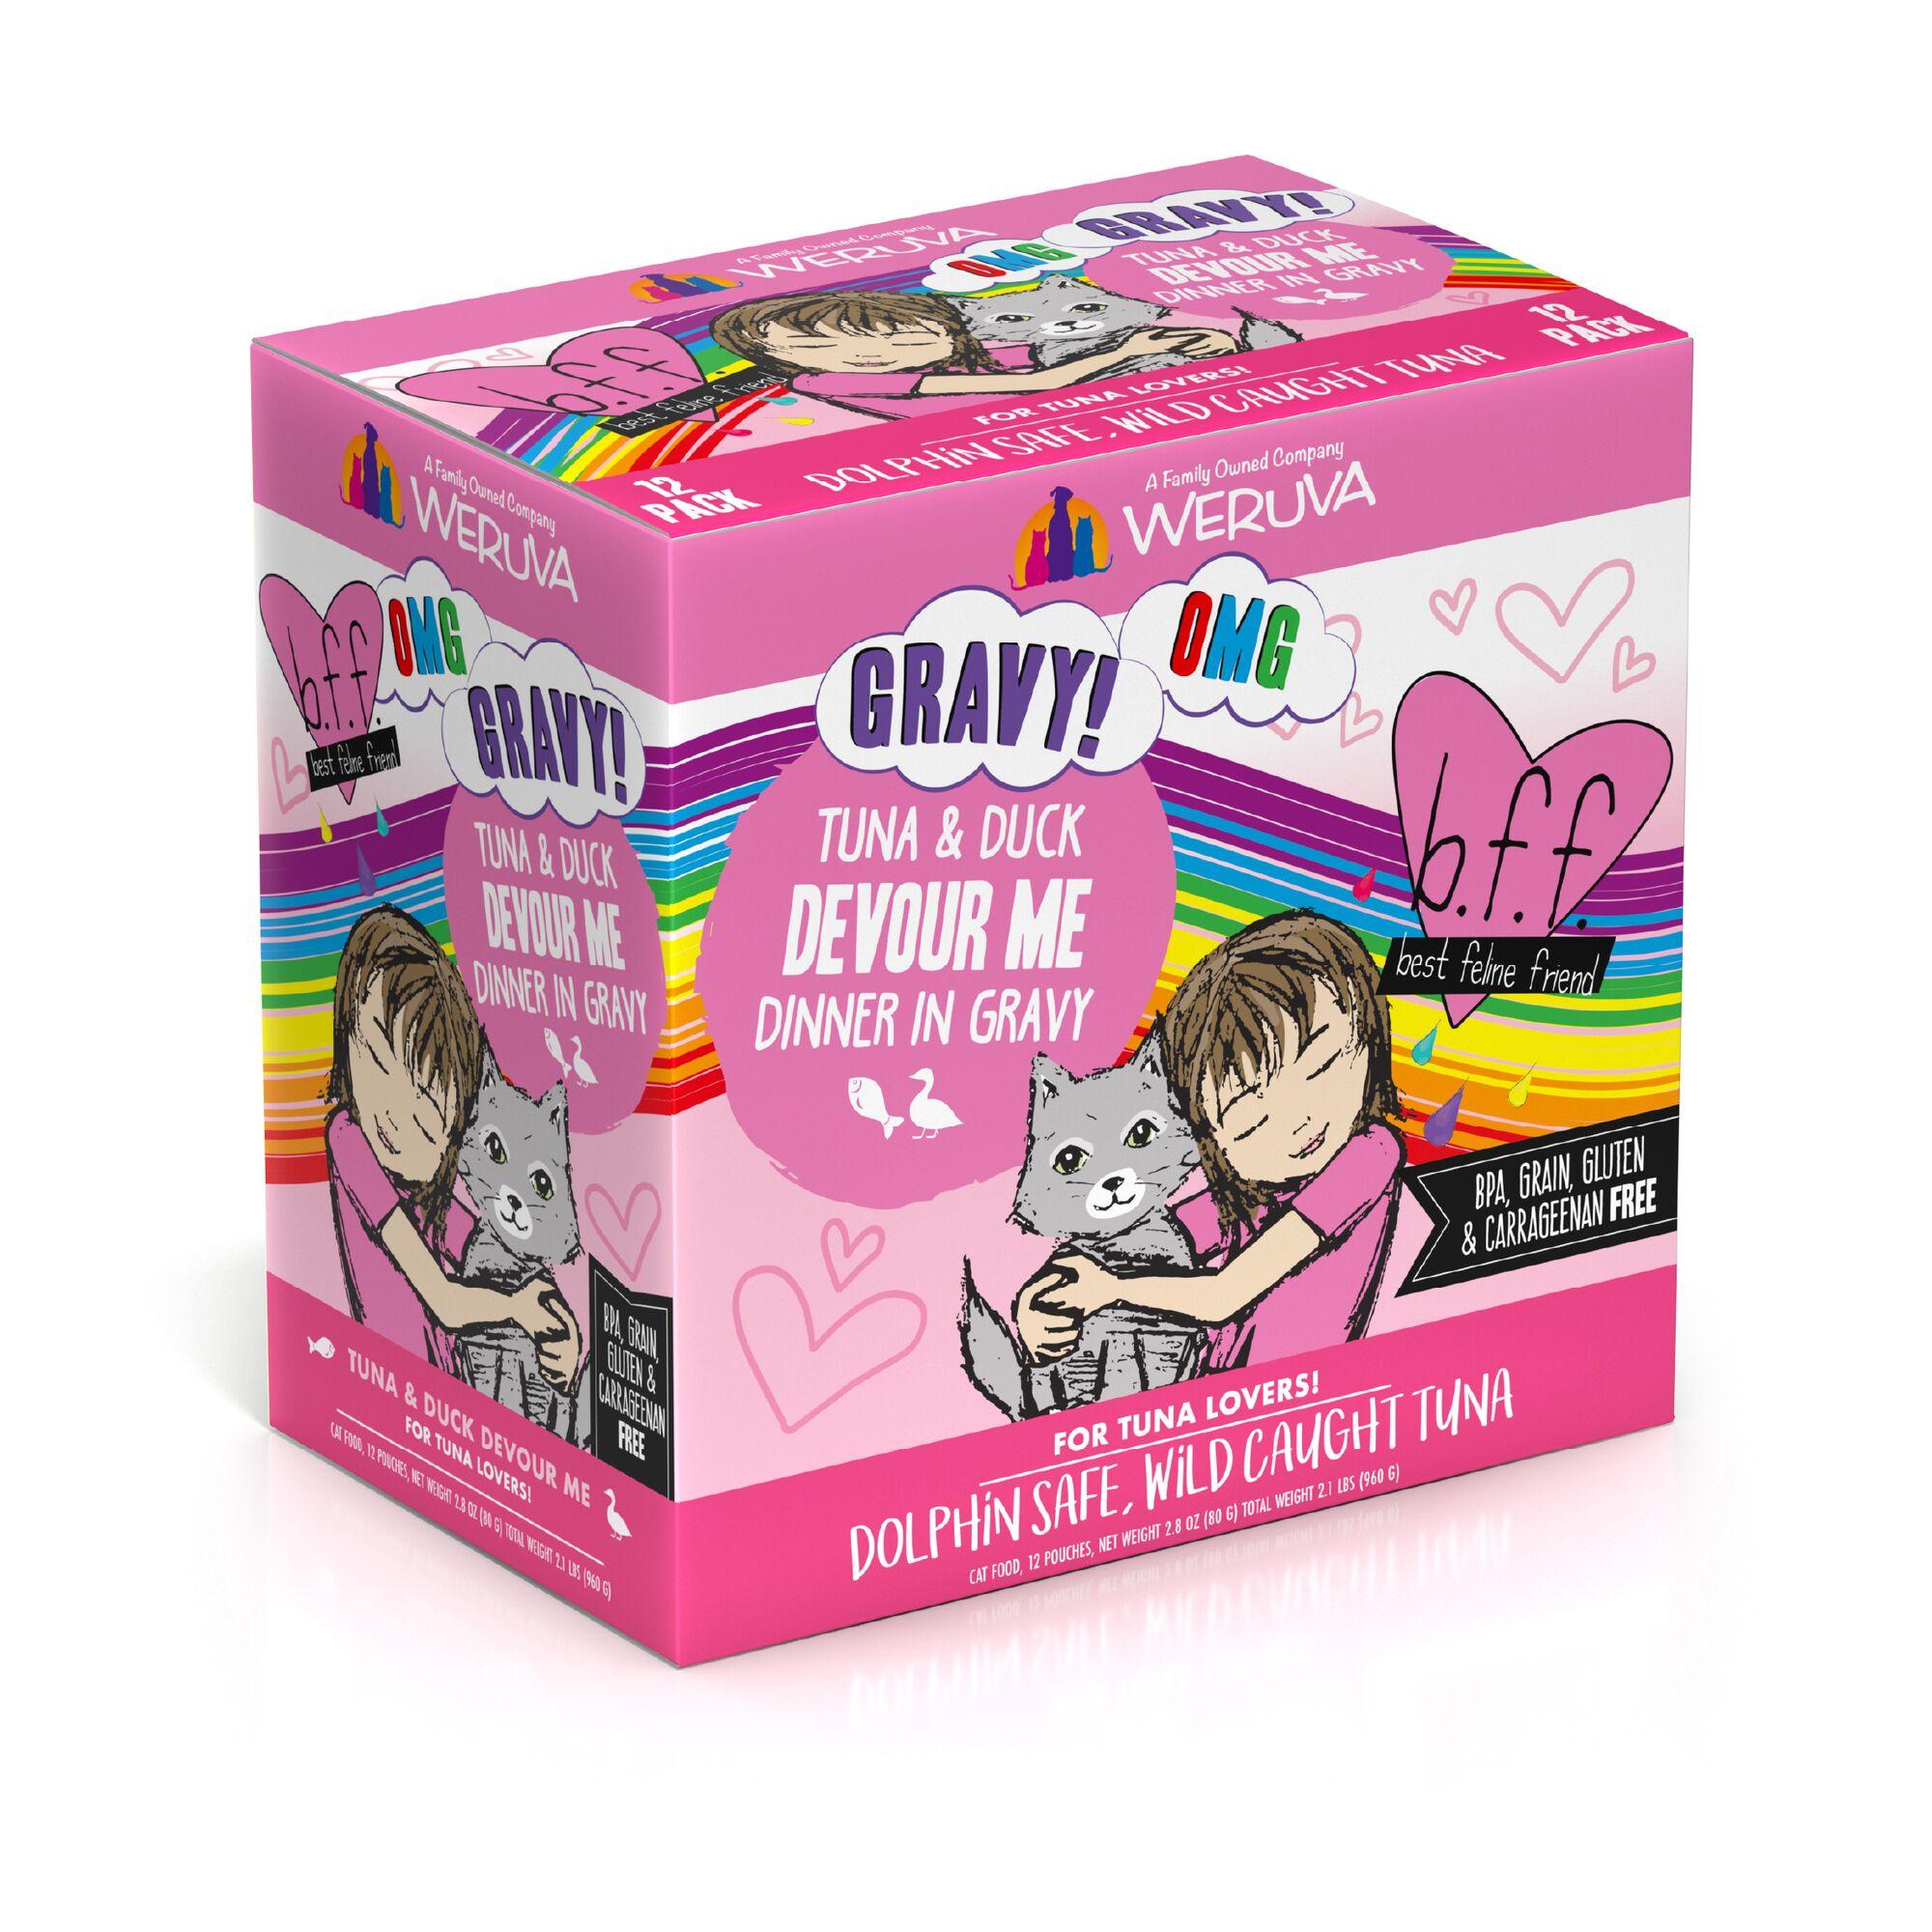 A Family Owned Company
WERUVA
OMG
GRAVY!
TUNA & DUCK
DEVOUR ME
DINNER IN GRAVY
b.f.f.
best feline friend
FOR TUNA LOVERS!
DOLPHiN SAFE, WiLD CAUGHT TUNA
12
PACK
12
PACK
A Family Owned Company
WERUVA
b.f.f.
best feline friend
OMG
GRAVY!
TUNA & DUCK
DEVOUR ME
DINNER IN GRAVY
BPA, GRAIN,
GLUTEN &
CARRAGEENAN
FREE
TUNA & DUCK DEVOUR ME
FOR TUNA LOVERS!
CAT FOOD, 12 POUCHES, NET WEIGHT 2.8 OZ (80 G) TOTAL WEIGHT 2.1 LBS (960 G)
A Family Owned Company
WERUVA
OMG
GRAVY!
TUNA & DUCK
DEVOUR ME
DINNER IN GRAVY
b.f.f.
best feline friend
BPA, GRAIN, GLUTEN
& CARRAGEENAN FREE
FOR TUNA LOVERS!
DOLPHiN SAFE, WiLD CAUGHT TUNA
CAT FOOD, 12 POUCHES, NET WEIGHT 2.8 OZ (80 G) TOTAL WEIGHT 2.1 LBS (960 G)